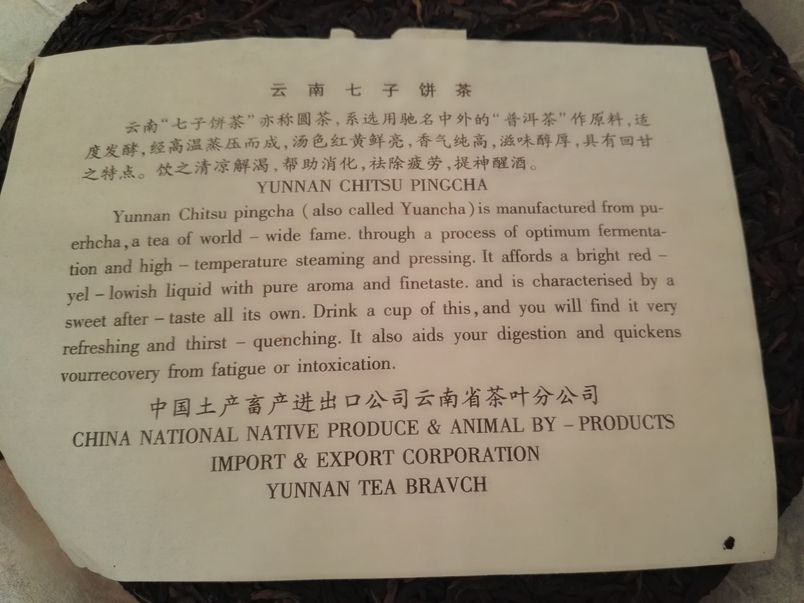 云南七子饼茶
云南“七子饼茶”亦称圆茶，系选用驰名中外的“普洱茶”作原料，适
度发酵，经高温蒸压而成，汤色红黄鲜亮，香气纯高，滋味醇厚，具有回甘
之特点。饮之清凉解渴，帮助消化，祛除疲劳，提神醒酒。
YUNNAN CHITSU PINGCHA
Yunnan Chitsu pingcha ( also called Yuancha ) is manufactured from pu-
erhcha, a tea of world - wide fame. through a process of optimum fermenta-
tion and high - temperature steaming and pressing. It affords a bright red -
yel - lowish liquid with pure aroma and finetaste. and is characterised by a
sweet after - taste all its own. Drink a cup of this, and you will find it very
refreshing and thirst - quenching. It also aids your digestion and quickens
vourrecovery from fatigue or intoxication.
中国土产畜产进出口公司云南省茶叶分公司
CHINA NATIONAL NATIVE PRODUCE & ANIMAL BY - PRODUCTS
IMPORT & EXPORT CORPORATION
YUNNAN TEA BRAVCH